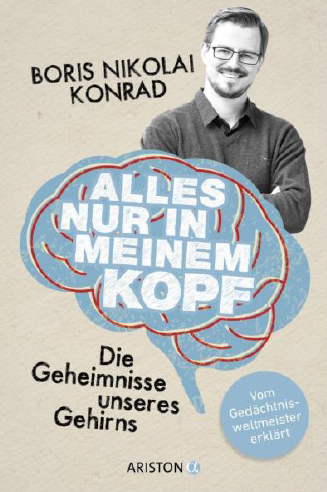 BORIS NIKOLAI
KONRAD
ALLES
NUR IN
MEINEM
KOPF
Die
Geheimnisse
unseres
Gehirns
Vom
Gedächtnis-
weltmeister
erklärt
ARISTON α